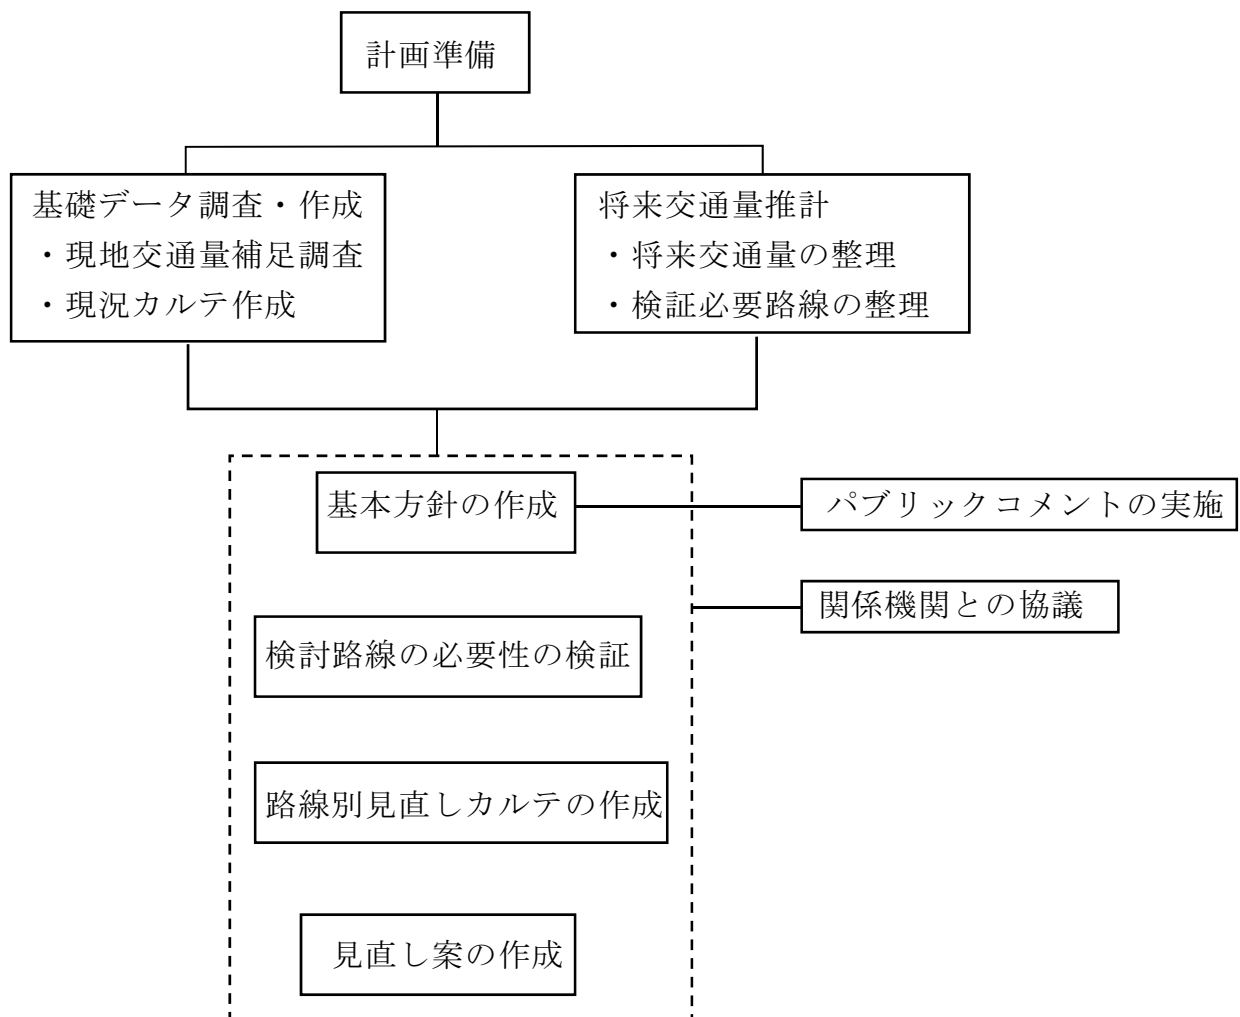 計画準備
基礎データ調査・作成
・現地交通量補足調査
・現況カルテ作成
将来交通量推計
・将来交通量の整理
・検証必要路線の整理
基本方針の作成
パブリックコメントの実施
関係機関との協議
検討路線の必要性の検証
路線別見直しカルテの作成
見直し案の作成